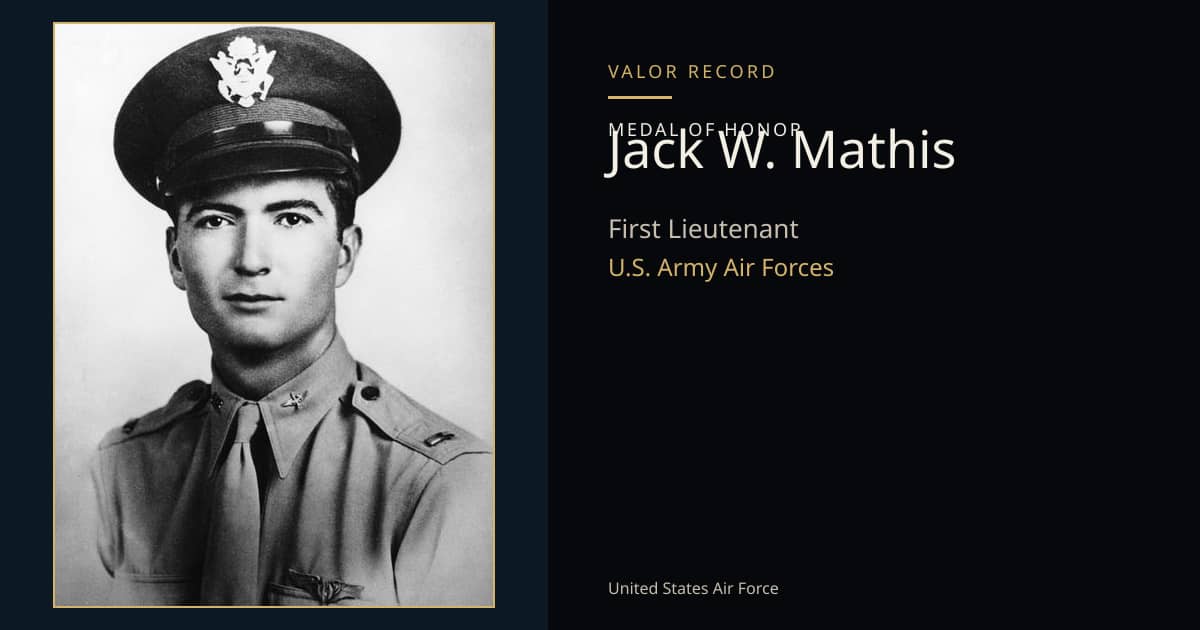 VALOR RECORD
MEDAL OF HONOR
Jack W. Mathis
First Lieutenant
U.S. Army Air Forces
United States Air Force